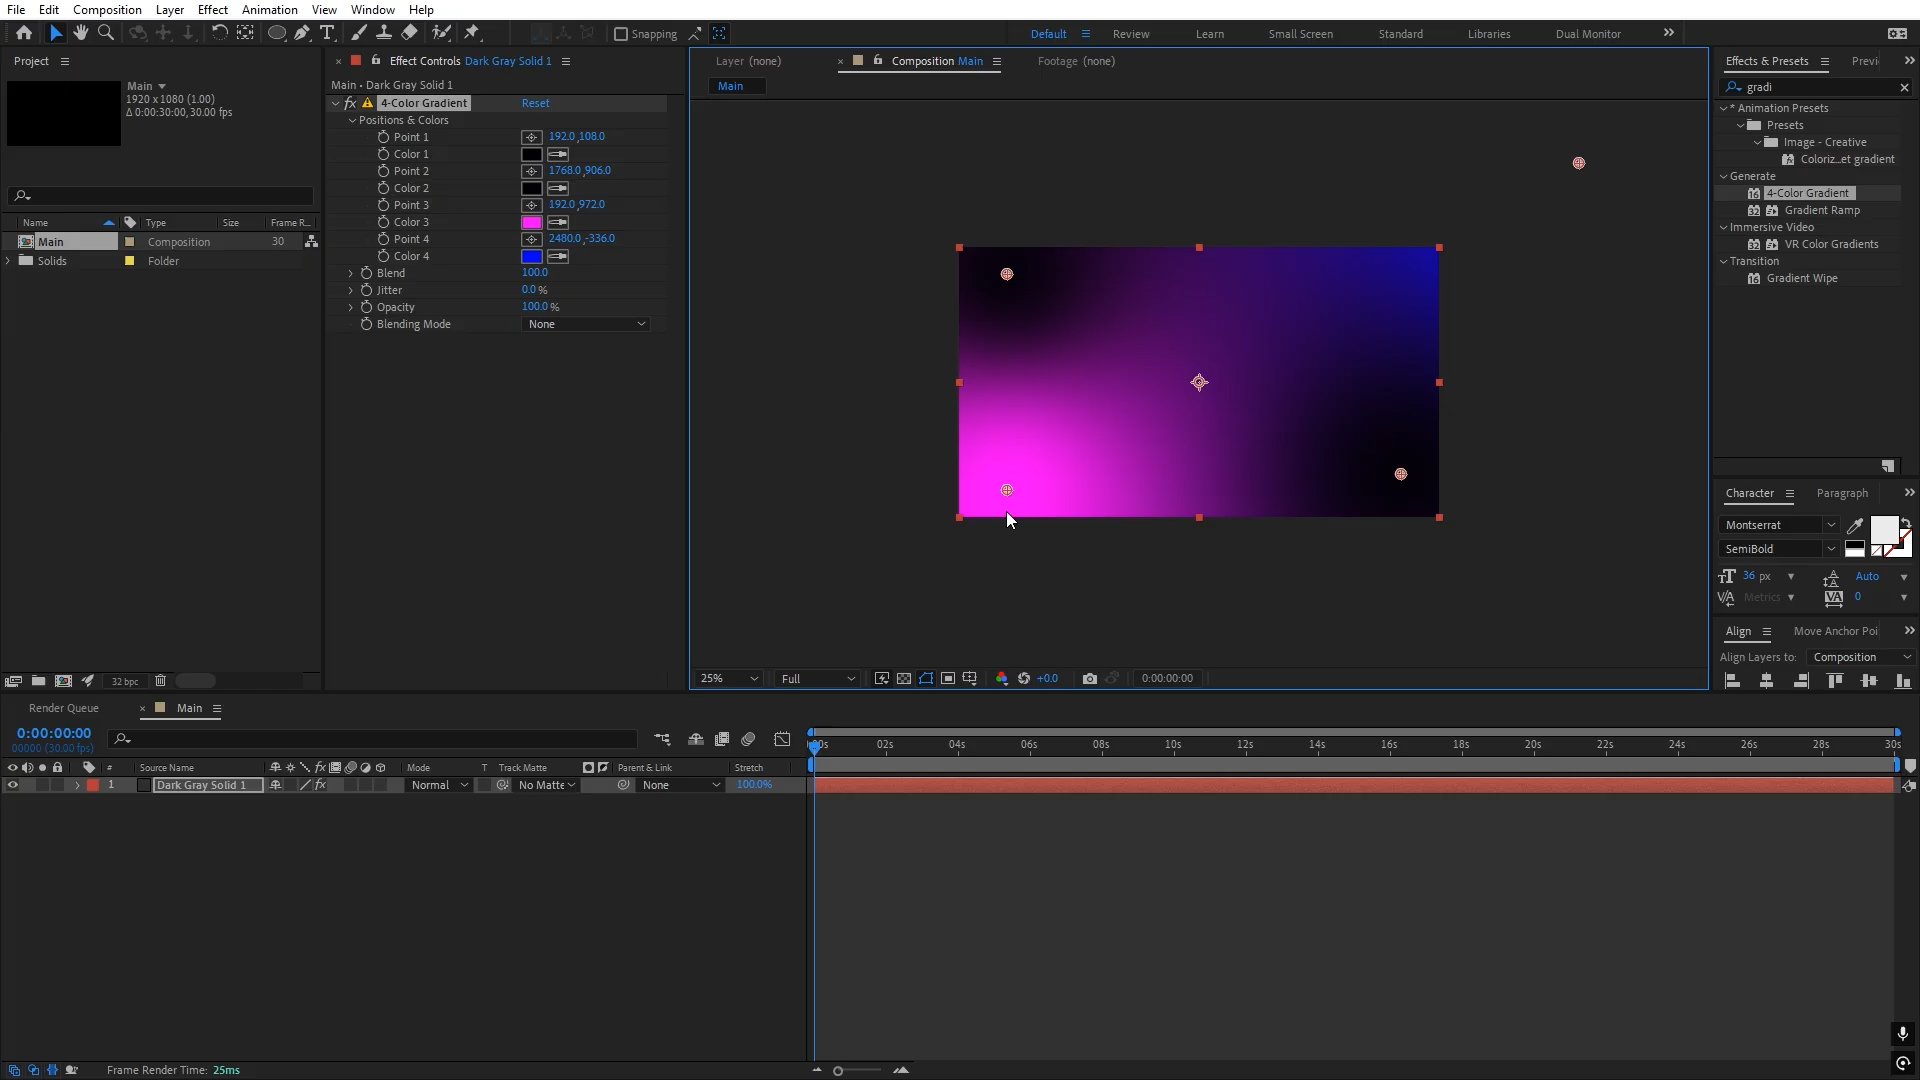 File Edit Composition Layer Effect Animation View Window Help
Snapping
Default Review Learn Small Screen Standard Libraries Dual Monitor
Project
Main
1920 x 1080 (1.00)
Δ 0:00:30:00, 30.00 fps
Name Type Size Frame R...
Main Composition 30
Solids Folder
32 bpc
Effect Controls Dark Gray Solid 1
Main • Dark Gray Solid 1
fx 4-Color Gradient Reset
Positions & Colors
Point 1 192.0 ,108.0
Color 1
Point 2 1768.0 ,906.0
Color 2
Point 3 192.0 ,972.0
Color 3
Point 4 2480.0 ,-336.0
Color 4
Blend 100.0
Jitter 0.0 %
Opacity 100.0 %
Blending Mode None
Layer (none) Composition Main Footage (none)
Main
25% Full +0.0 0:00:00:00
Effects & Presets Previ
gradi
* Animation Presets
Presets
Image - Creative
Coloriz...et gradient
Generate
4-Color Gradient
Gradient Ramp
Immersive Video
VR Color Gradients
Transition
Gradient Wipe
Character Paragraph
Montserrat
SemiBold
36 px Auto
Metrics 0
Align Move Anchor Poi
Align Layers to: Composition
Render Queue Main
0:00:00:00
00000 (30.00 fps)
# Source Name fx Mode T Track Matte Parent & Link Stretch
1 Dark Gray Solid 1 fx Normal No Matte None 100.0%
02s 04s 06s 08s 10s 12s 14s 16s 18s 20s 22s 24s 26s 28s 30s
Frame Render Time: 25ms